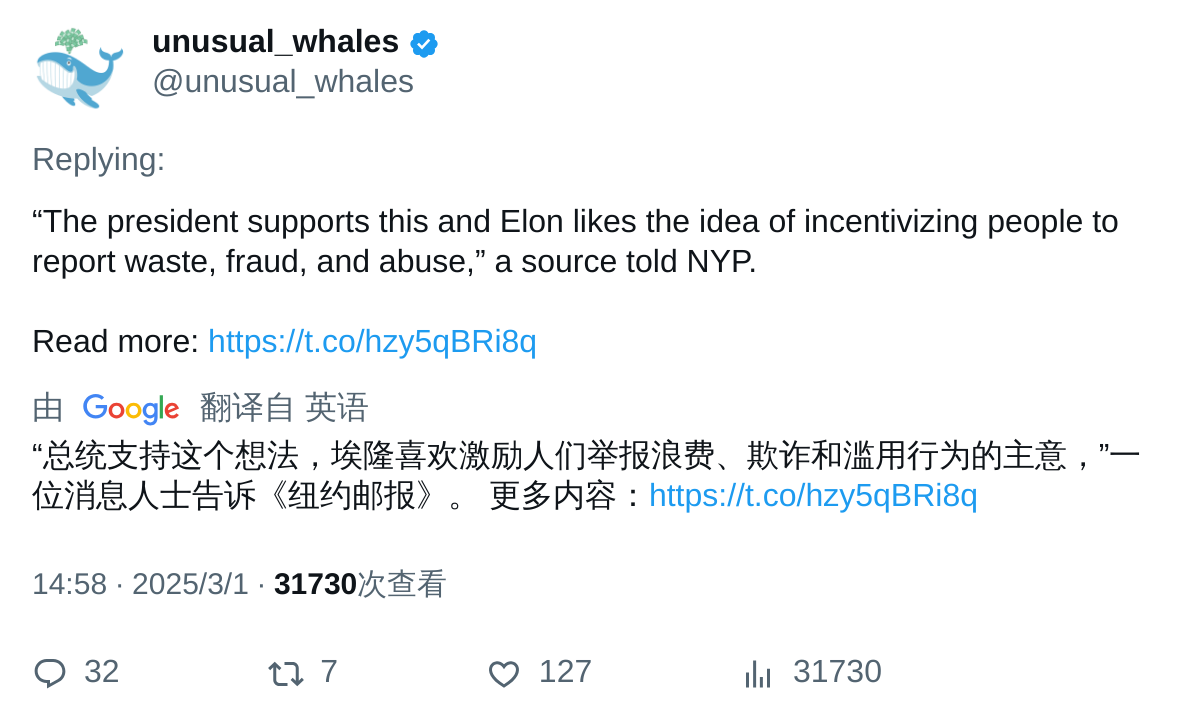 unusual_whales
@unusual_whales
Replying:
“The president supports this and Elon likes the idea of incentivizing people to
report waste, fraud, and abuse,” a source told NYP.
Read more: https://t.co/hzy5qBRi8q
由 Google 翻译自 英语
“总统支持这个想法，埃隆喜欢激励人们举报浪费、欺诈和滥用行为的主意，”一
位消息人士告诉《纽约邮报》。 更多内容：https://t.co/hzy5qBRi8q
14:58 · 2025/3/1 · 31730次查看
32 7 127 31730